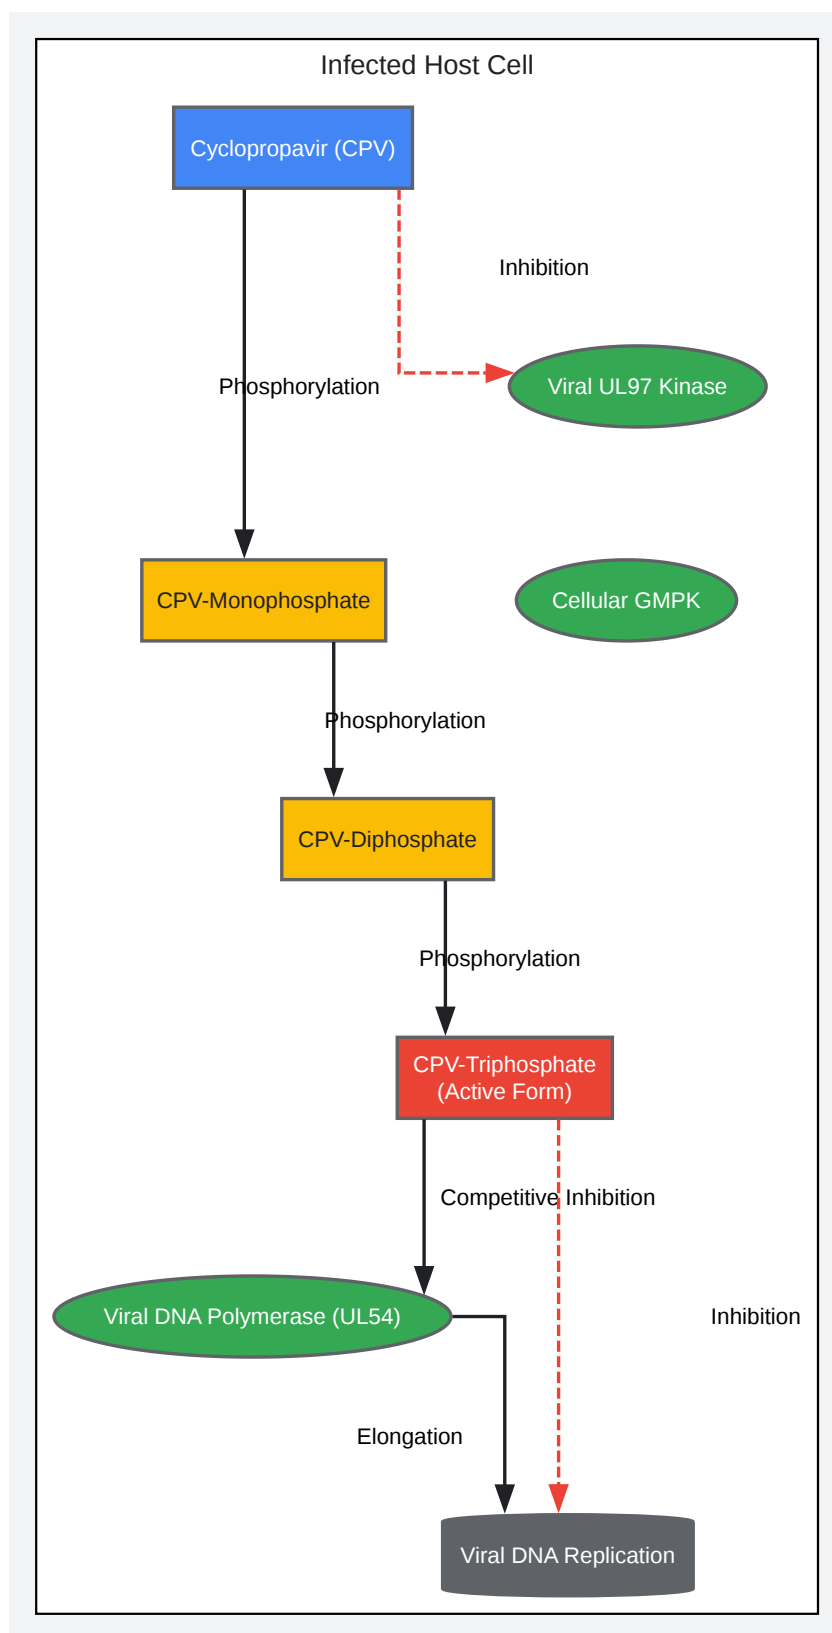 Infected Host Cell
Cyclopropavir (CPV)
Inhibition
Phosphorylation
Viral UL97 Kinase
CPV-Monophosphate
Cellular GMPK
Phosphorylation
CPV-Diphosphate
Phosphorylation
CPV-Triphosphate
(Active Form)
Competitive Inhibition
Viral DNA Polymerase (UL54)
Inhibition
Elongation
Viral DNA Replication